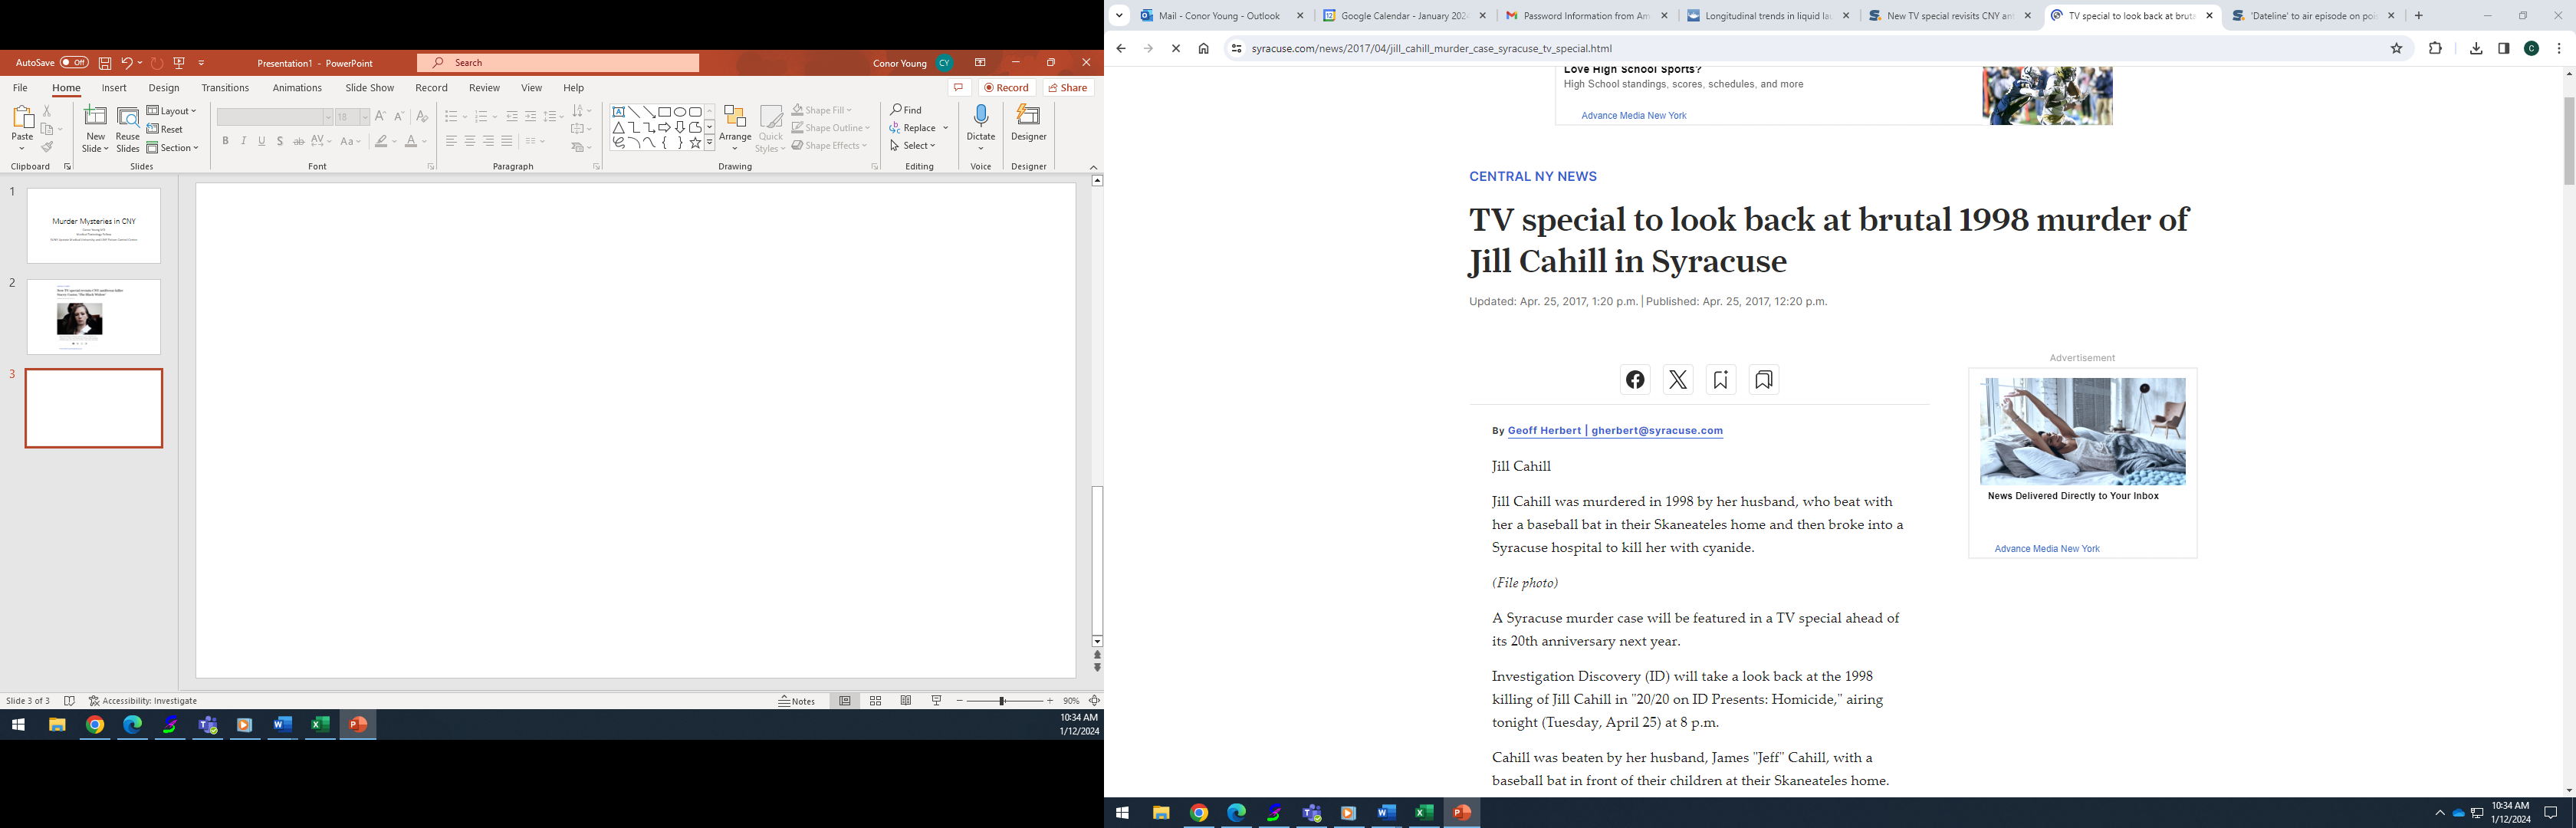 AutoSave Off
Presentation1 - PowerPoint
Search
Conor Young CY
File Home Insert Design Transitions Animations Slide Show Record Review View Help
Record Share
Paste
New Slide
Reuse Slides
Layout
Reset
Section
18
Arrange
Quick Styles
Shape Fill
Shape Outline
Shape Effects
Find
Replace
Select
Dictate
Designer
Clipboard Slides Font Paragraph Drawing Editing Voice Designer
1
Murder Mysteries in CNY
2
3
Slide 3 of 3 Accessibility: Investigate Notes 90%
10:34 AM
1/12/2024
Mail - Conor Young - Outlook
Google Calendar - January 202
Password Information from Am
Longitudinal trends in liquid
New TV special revisits CNY
TV special to look back at
'Dateline' to air episode on
syracuse.com/news/2017/04/jill_cahill_murder_case_syracuse_tv_special.html
Love High School Sports?
High School standings, scores, schedules, and more
Advance Media New York
CENTRAL NY NEWS
TV special to look back at brutal 1998 murder of
Jill Cahill in Syracuse
Updated: Apr. 25, 2017, 1:20 p.m. | Published: Apr. 25, 2017, 12:20 p.m.
By Geoff Herbert | gherbert@syracuse.com
Jill Cahill
Jill Cahill was murdered in 1998 by her husband, who beat with
her a baseball bat in their Skaneateles home and then broke into a
Syracuse hospital to kill her with cyanide.
(File photo)
A Syracuse murder case will be featured in a TV special ahead of
its 20th anniversary next year.
Investigation Discovery (ID) will take a look back at the 1998
killing of Jill Cahill in "20/20 on ID Presents: Homicide," airing
tonight (Tuesday, April 25) at 8 p.m.
Cahill was beaten by her husband, James "Jeff" Cahill, with a
baseball bat in front of their children at their Skaneateles home.
Advertisement
News Delivered Directly to Your Inbox
Advance Media New York
10:34 AM
1/12/2024